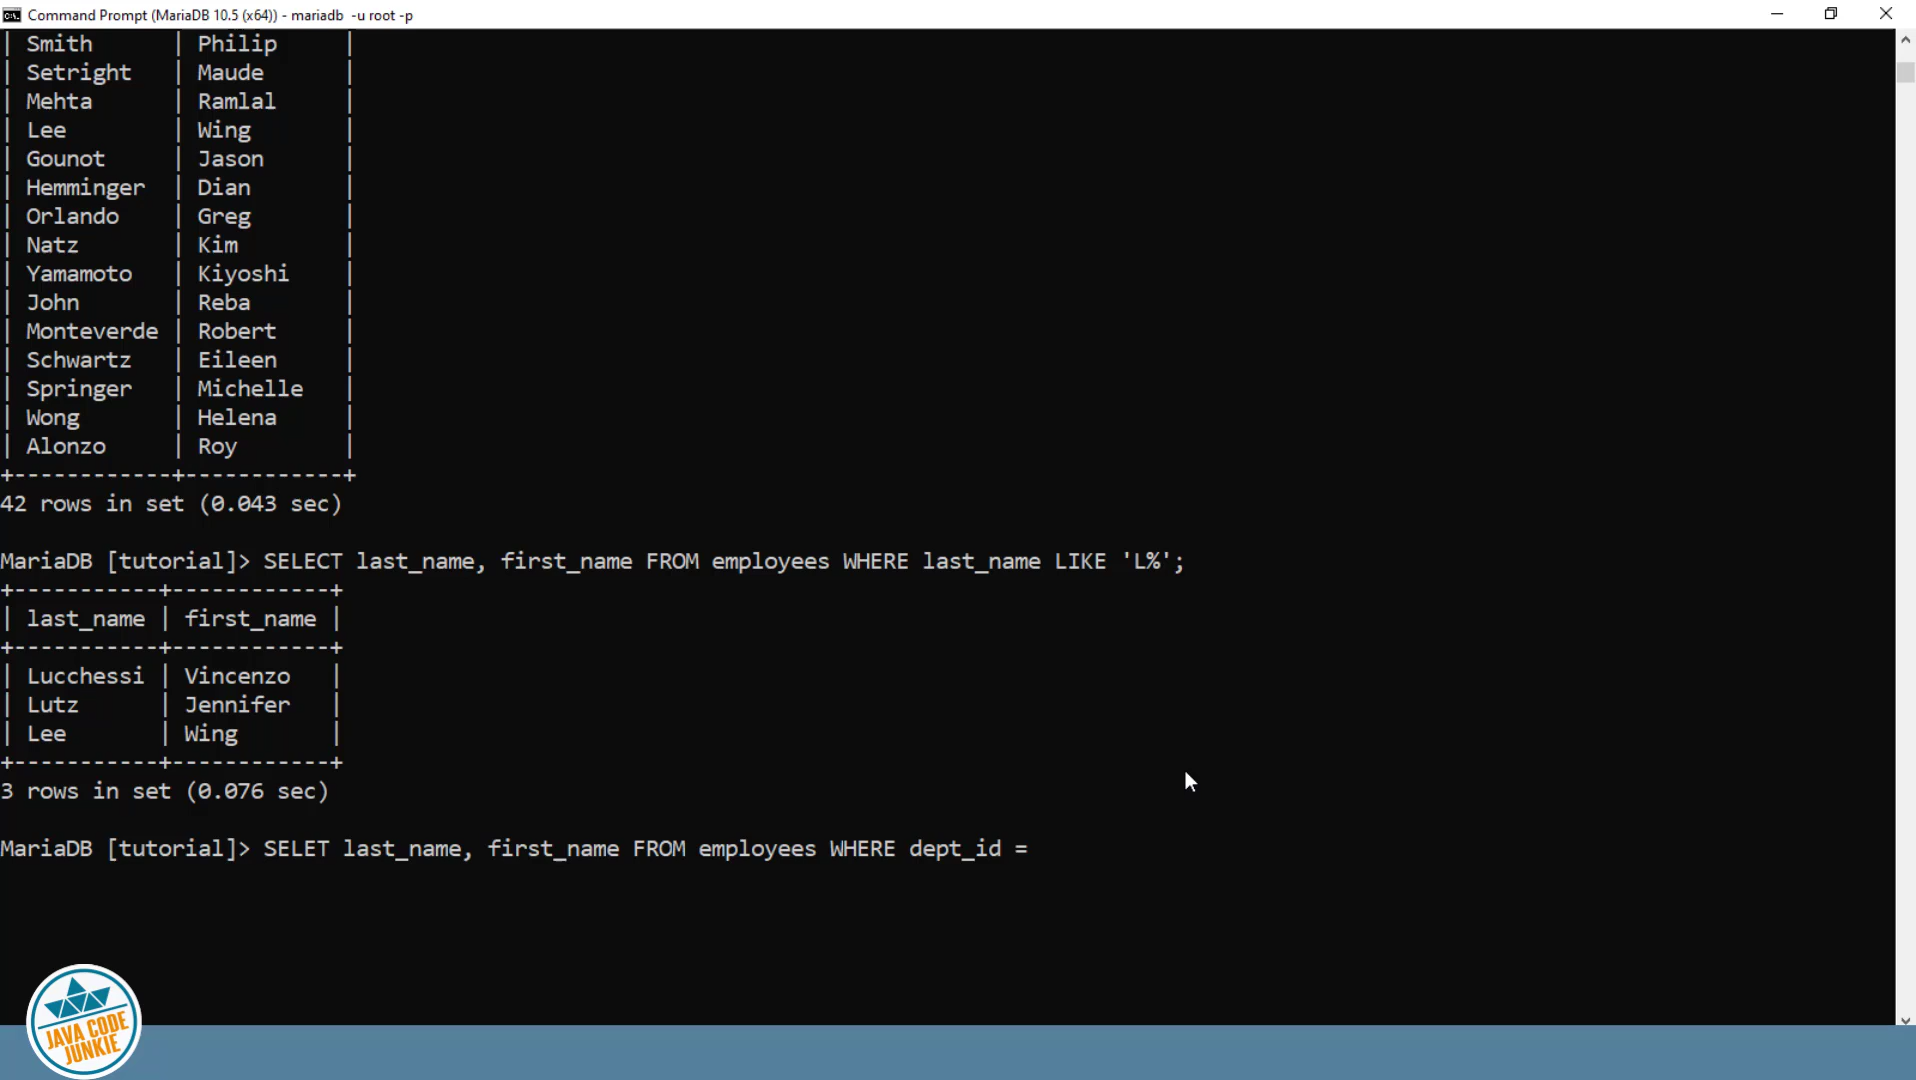 Command Prompt (MariaDB 10.5 (x64)) - mariadb  -u root -p
| Smith      | Philip     |
| Setright   | Maude      |
| Mehta      | Ramlal     |
| Lee        | Wing       |
| Gounot     | Jason      |
| Hemminger  | Dian       |
| Orlando    | Greg       |
| Natz       | Kim        |
| Yamamoto   | Kiyoshi    |
| John       | Reba       |
| Monteverde | Robert     |
| Schwartz   | Eileen     |
| Springer   | Michelle   |
| Wong       | Helena     |
| Alonzo     | Roy        |
+------------+------------+
42 rows in set (0.043 sec)
MariaDB [tutorial]> SELECT last_name, first_name FROM employees WHERE last_name LIKE 'L%';
+-----------+------------+
| last_name | first_name |
+-----------+------------+
| Lucchessi | Vincenzo   |
| Lutz      | Jennifer   |
| Lee       | Wing       |
+-----------+------------+
3 rows in set (0.076 sec)
MariaDB [tutorial]> SELET last_name, first_name FROM employees WHERE dept_id =
JAVA CODE
JUNKIE